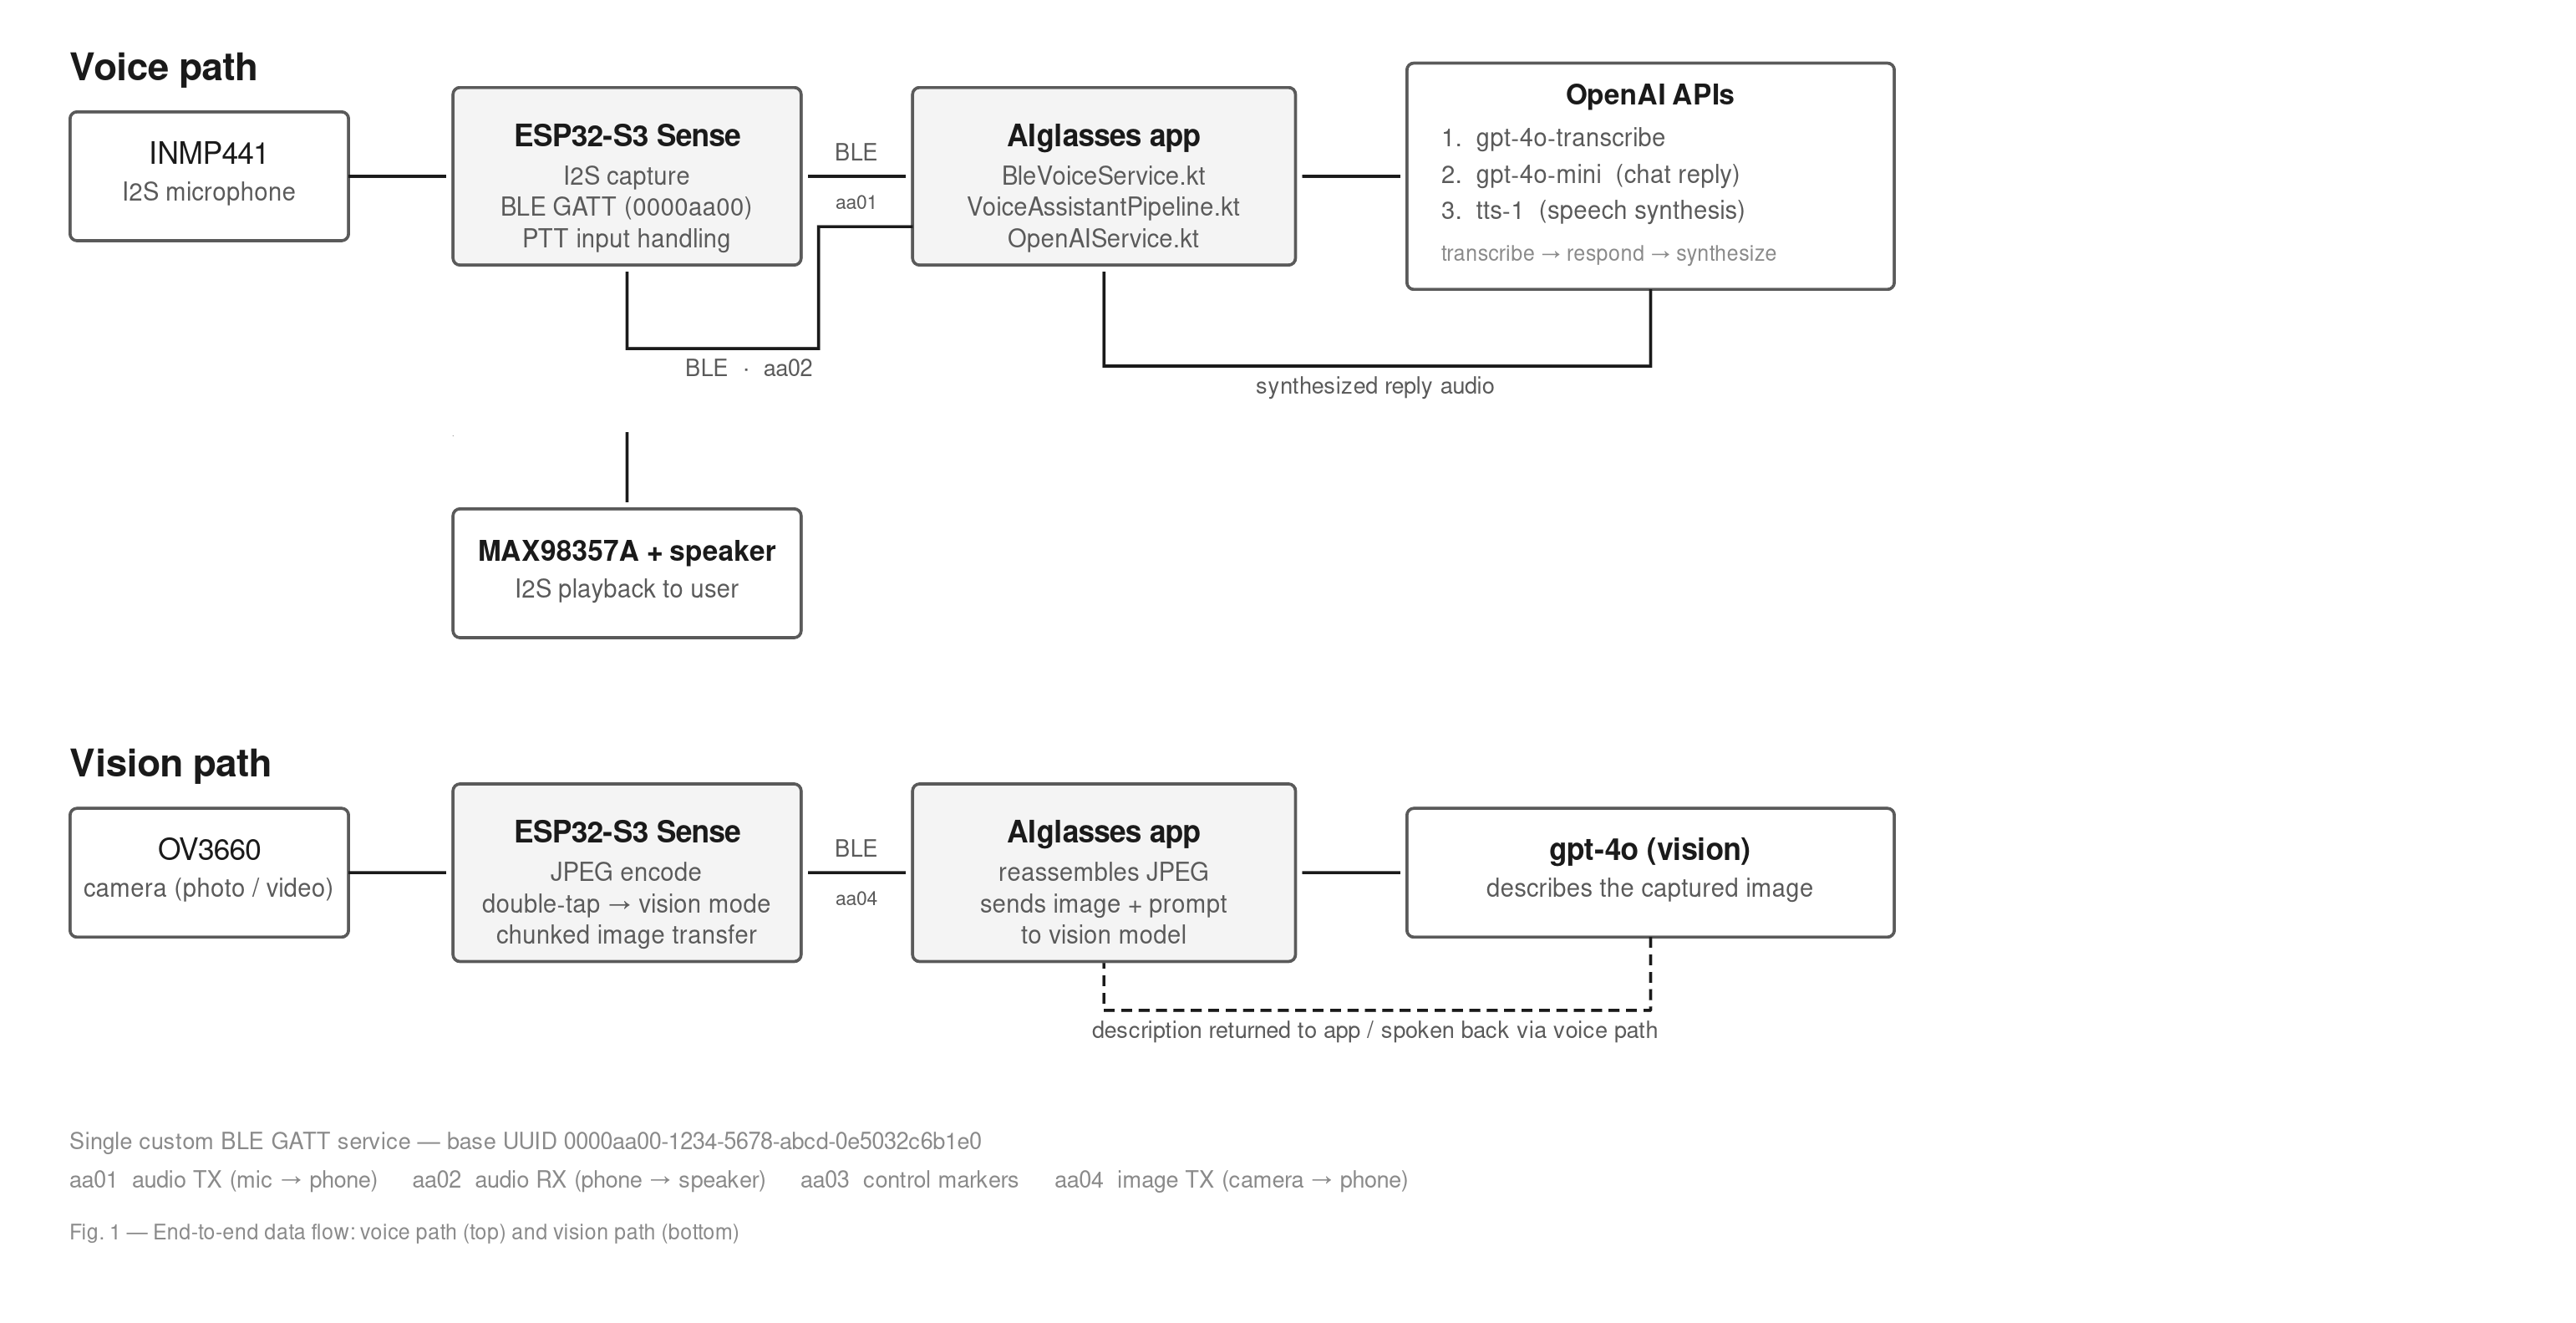 Voice path
INMP441
I2S microphone
ESP32-S3 Sense
I2S capture
BLE GATT (0000aa00)
PTT input handling
BLE
aa01
AIglasses app
BleVoiceService.kt
VoiceAssistantPipeline.kt
OpenAIService.kt
OpenAI APIs
1. gpt-4o-transcribe
2. gpt-4o-mini (chat reply)
3. tts-1 (speech synthesis)
transcribe → respond → synthesize
BLE · aa02
synthesized reply audio
MAX98357A + speaker
I2S playback to user
Vision path
OV3660
camera (photo / video)
ESP32-S3 Sense
JPEG encode
double-tap → vision mode
chunked image transfer
BLE
aa04
AIglasses app
reassembles JPEG
sends image + prompt
to vision model
gpt-4o (vision)
describes the captured image
description returned to app / spoken back via voice path
Single custom BLE GATT service — base UUID 0000aa00-1234-5678-abcd-0e5032c6b1e0
aa01 audio TX (mic → phone) aa02 audio RX (phone → speaker) aa03 control markers aa04 image TX (camera → phone)
Fig. 1 — End-to-end data flow: voice path (top) and vision path (bottom)